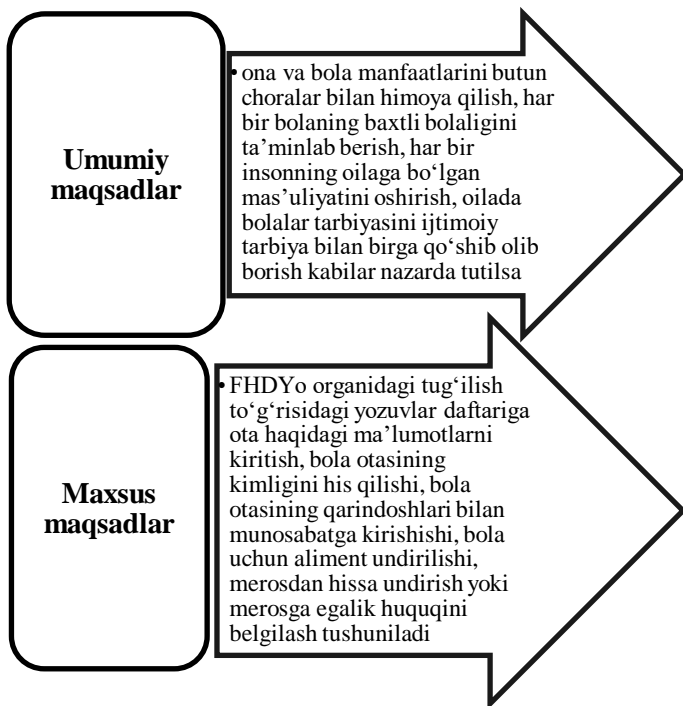 Umumiy
maqsadlar
• ona va bola manfaatlarini butun
choralar bilan himoya qilish, har
bir bolaning baxtli bolaligini
ta’minlab berish, har bir
insonning oilaga bo‘lgan
mas’uliyatini oshirish, oilada
bolalar tarbiyasini ijtimoiy
tarbiya bilan birga qo‘shib olib
borish kabilar nazarda tutilsa
Maxsus
maqsadlar
• FHDYo organidagi tug‘ilish
to‘g‘risidagi yozuvlar daftariga
ota haqidagi ma’lumotlarni
kiritish, bola otasining
kimligini his qilishi, bola
otasining qarindoshlari bilan
munosabatga kirishishi, bola
uchun aliment undirilishi,
merosdan hissa undirish yoki
merosga egalik huquqini
belgilash tushuniladi